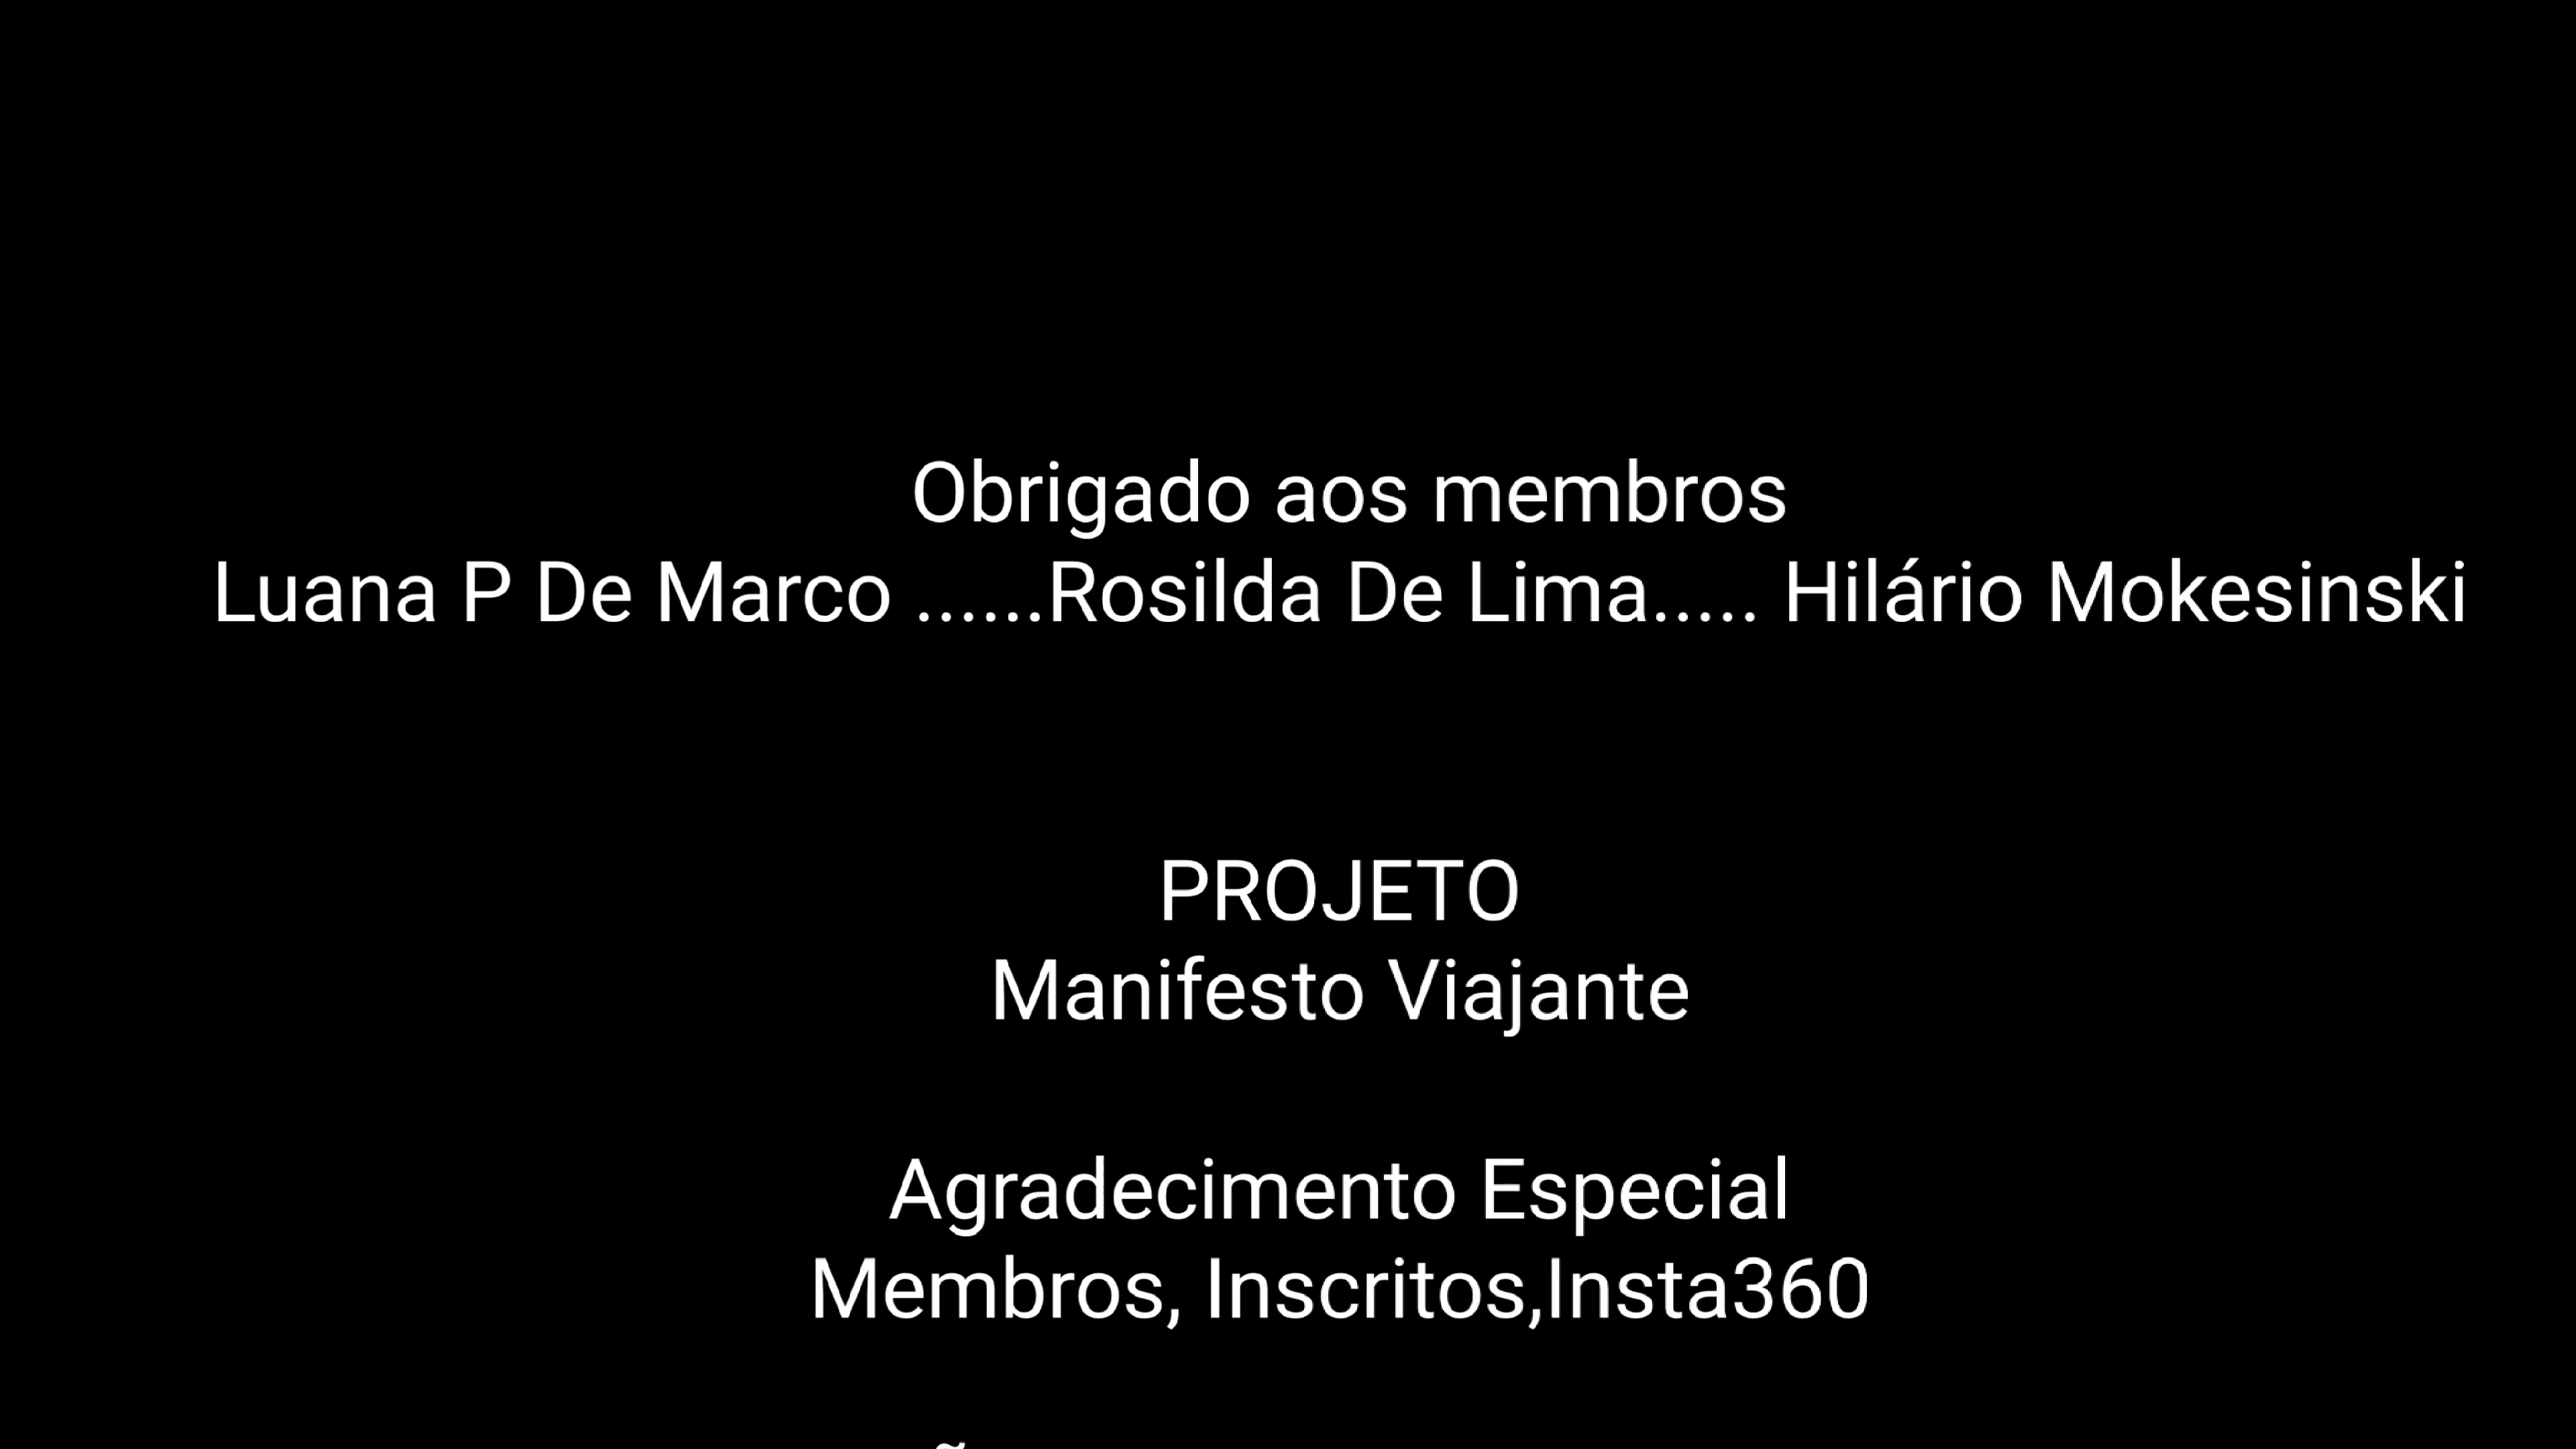 Obrigado aos membros
Luana P De Marco ......Rosilda De Lima..... Hilário Mokesinski
PROJETO
Manifesto Viajante
Agradecimento Especial
Membros, Inscritos,Insta360